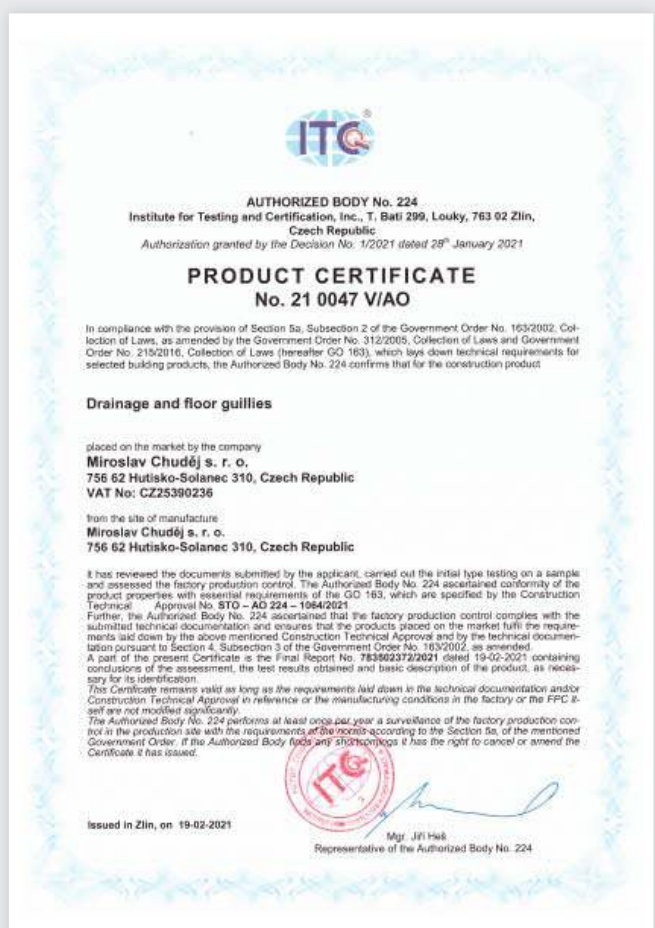 ITC
®
AUTHORIZED BODY No. 224
Institute for Testing and Certification, Inc., T. Bati 299, Louky, 763 02 Zlín,
Czech Republic
Authorization granted by the Decision No. 1/2021 dated 28th January 2021
PRODUCT CERTIFICATE
No. 21 0047 V/AO
In compliance with the provision of Section 5a, Subsection 2 of the Government Order No. 163/2002, Col-
lection of Laws, as amended by the Government Order No. 312/2005, Collection of Laws and Government
Order No. 215/2016, Collection of Laws (hereafter GO 163), which lays down technical requirements for
selected building products, the Authorized Body No. 224 confirms that for the construction product
Drainage and floor guillies
placed on the market by the company
Miroslav Chuděj s. r. o.
756 62 Hutisko-Solanec 310, Czech Republic
VAT No: CZ25390236
from the site of manufacture
Miroslav Chuděj s. r. o.
756 62 Hutisko-Solanec 310, Czech Republic
It has reviewed the documents submitted by the applicant, carried out the initial type testing on a sample
and assessed the factory production control. The Authorized Body No. 224 ascertained conformity of the
product properties with essential requirements of the GO 163, which are specified by the Construction
Technical Approval No. STO – AO 224 – 1064/2021
Further, the Authorized Body No. 224 ascertained that the factory production control complies with the
submitted technical documentation and ensures that the products placed on the market fulfil the require-
ments laid down by the above mentioned Construction Technical Approval and by the technical documen-
tation pursuant to Section 4, Subsection 3 of the Government Order No. 163/2002, as amended.
A part of the present Certificate is the Final Report No. 783502372/2021 dated 19-02-2021 containing
conclusions of the assessment, the test results obtained and basic description of the product, as neces-
sary for its identification.
This Certificate remains valid as long as the requirements laid down in the technical documentation and/or
Construction Technical Approval in reference or the manufacturing conditions in the factory or the FPC it-
self are not modified significantly.
The Authorized Body No. 224 performs at least once per year a surveillance of the factory production con-
trol in the production site with the requirements of the norms according to the Section 5a, of the mentioned
Government Order. If the Authorized Body finds any shortcomings it has the right to cancel or amend the
Certificate it has issued.
ITC
Issued in Zlín, on 19-02-2021
Mgr. Jiří Heš
Representative of the Authorized Body No. 224